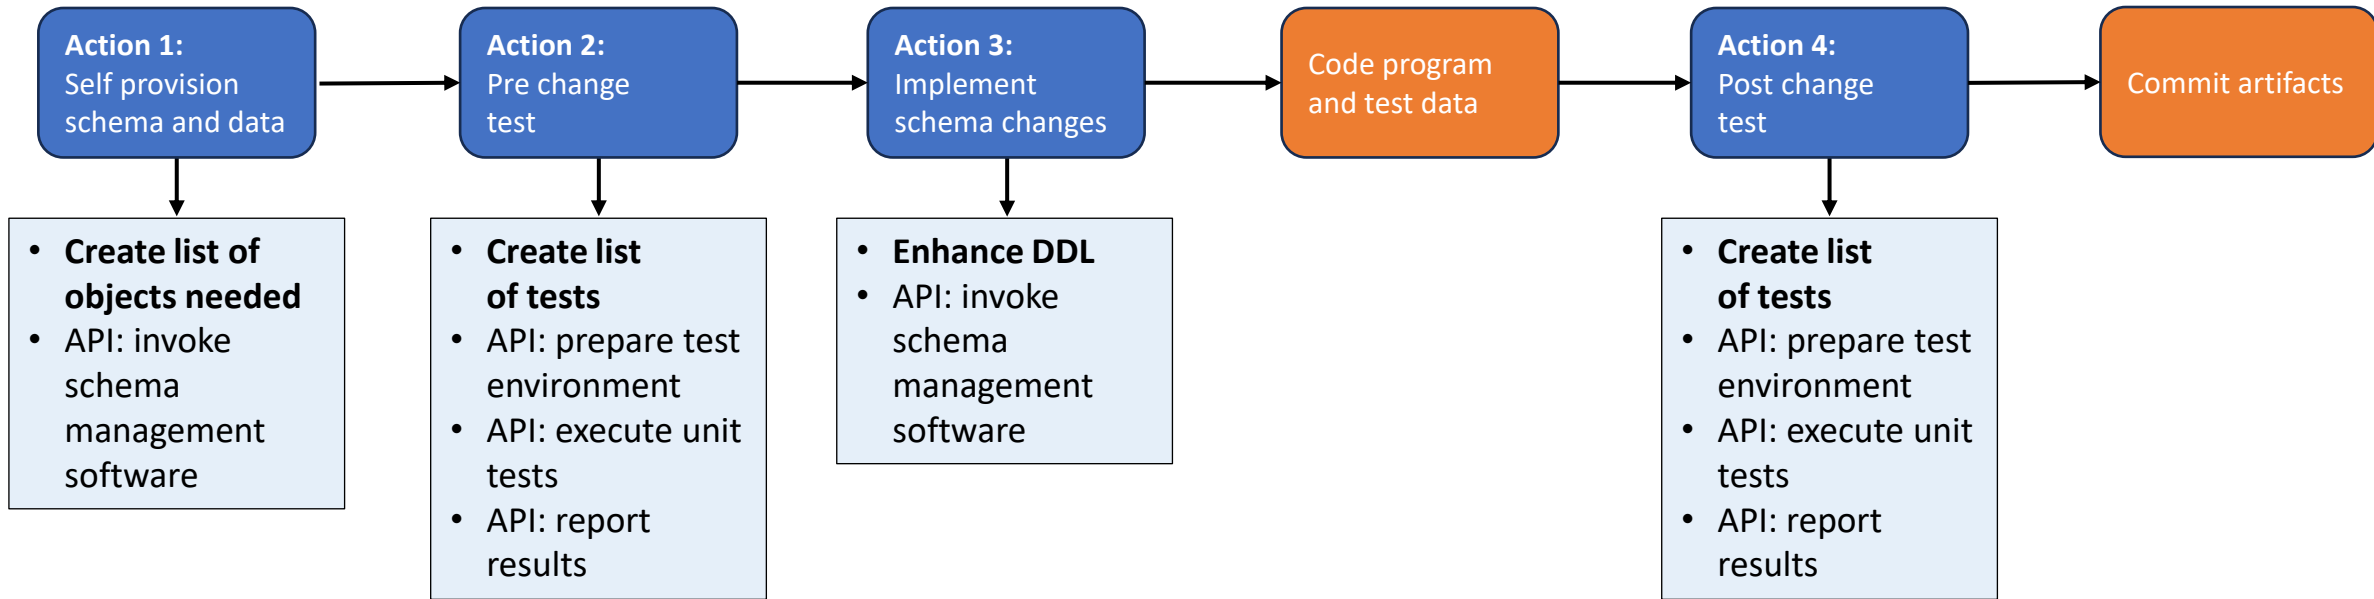 Action 1:
Self provision
schema and data
Action 2:
Pre change
test
Action 3:
Implement
schema changes
Code program
and test data
Action 4:
Post change
test
Commit artifacts
• Create list of
objects needed
• API: invoke
schema
management
software
• Create list
of tests
• API: prepare test
environment
• API: execute unit
tests
• API: report
results
• Enhance DDL
• API: invoke
schema
management
software
• Create list
of tests
• API: prepare test
environment
• API: execute unit
tests
• API: report
results